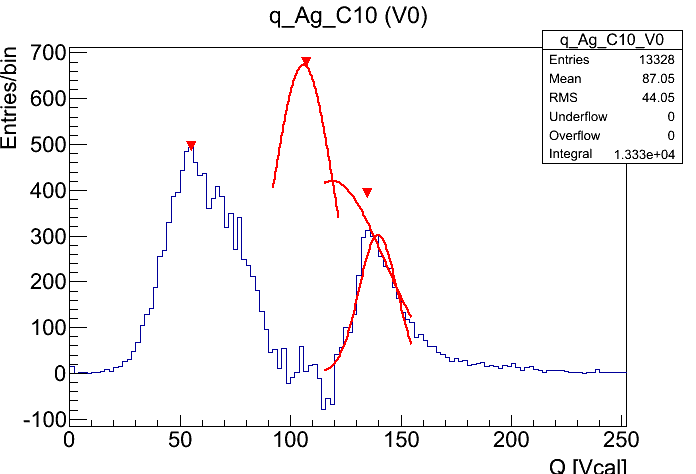 q_Ag_C10 (V0)
q_Ag_C10_V0
Entries 13328
Mean 87.05
RMS 44.05
Underflow 0
Overflow 0
Integral 1.333e+04
Entries/bin
700
600
500
400
300
200
100
0
-100
0 50 100 150 200 250
Q [Vcal]